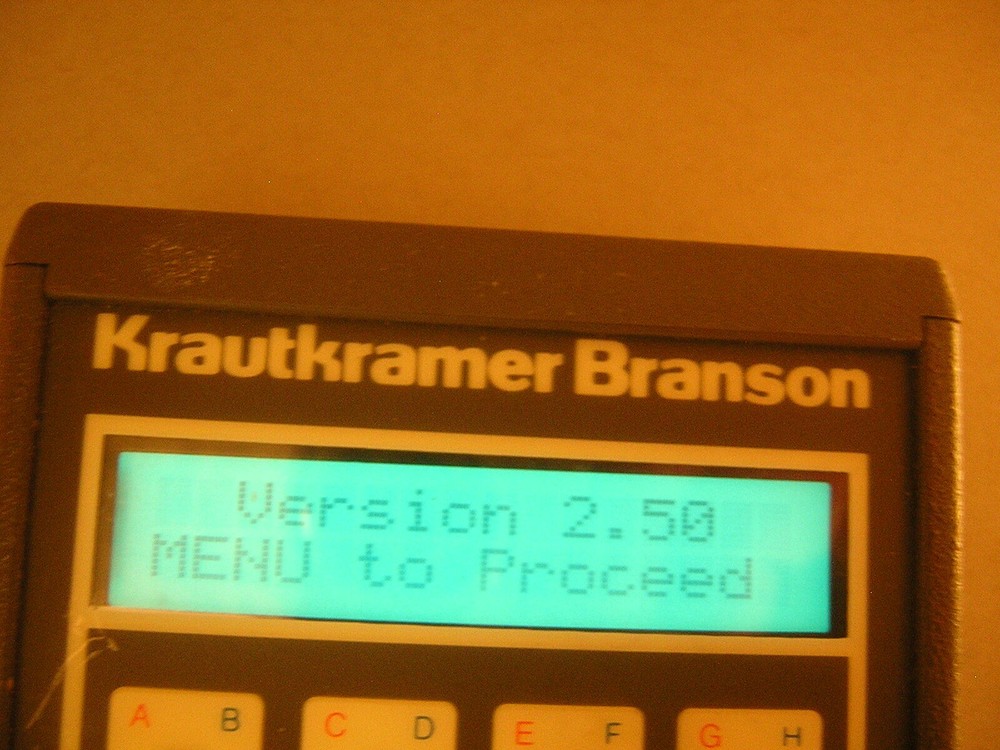 Krautkramer Branson
Version 2.50
MENU to Proceed
A B C D E F G H